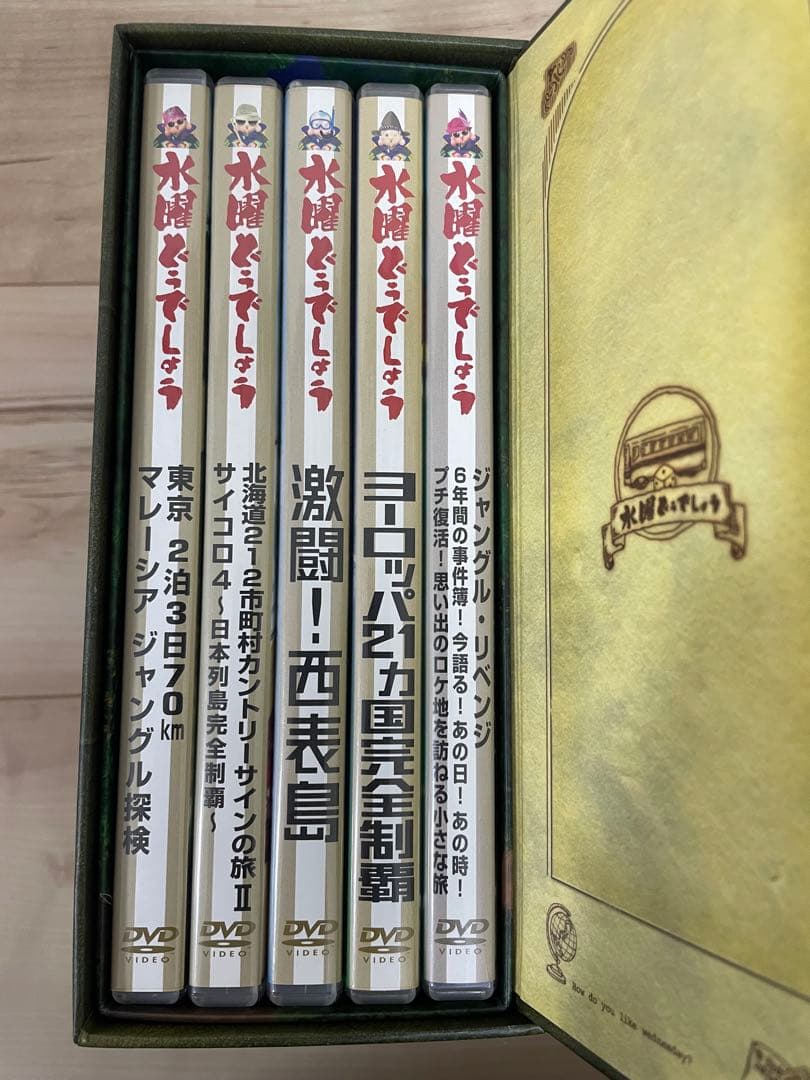 水曜どうでしょう
東京 2泊3日70km
マレーシア ジャングル探検
DVD
VIDEO
水曜どうでしょう
北海道212市町村カントリーサインの旅Ⅱ
サイコロ4～日本列島完全制覇～
DVD
VIDEO
水曜どうでしょう
激闘!西表島
DVD
VIDEO
水曜どうでしょう
ヨーロッパ21ヵ国完全制覇
DVD
VIDEO
水曜どうでしょう
ジャングル・リベンジ
6年間の事件簿!今語る!あの日!あの時!
プチ復活!思い出のロケ地を訪ねる小さな旅
DVD
VIDEO
水曜どうでしょう
How do you like wednesday?